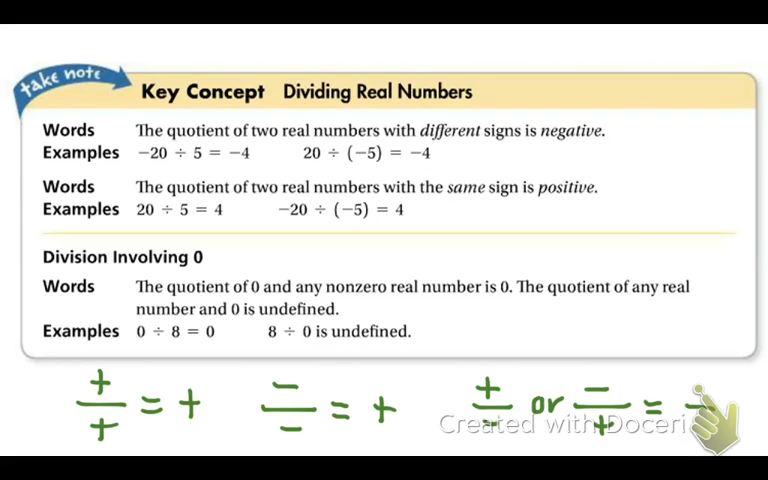 take note
Key Concept Dividing Real Numbers
Words The quotient of two real numbers with different signs is negative.
Examples −20 ÷ 5 = −4 20 ÷ (−5) = −4
Words The quotient of two real numbers with the same sign is positive.
Examples 20 ÷ 5 = 4 −20 ÷ (−5) = 4
Division Involving 0
Words The quotient of 0 and any nonzero real number is 0. The quotient of any real
number and 0 is undefined.
Examples 0 ÷ 8 = 0 8 ÷ 0 is undefined.
+/+ = + −/− = + +/− or −/+ = −
Created with Doceri